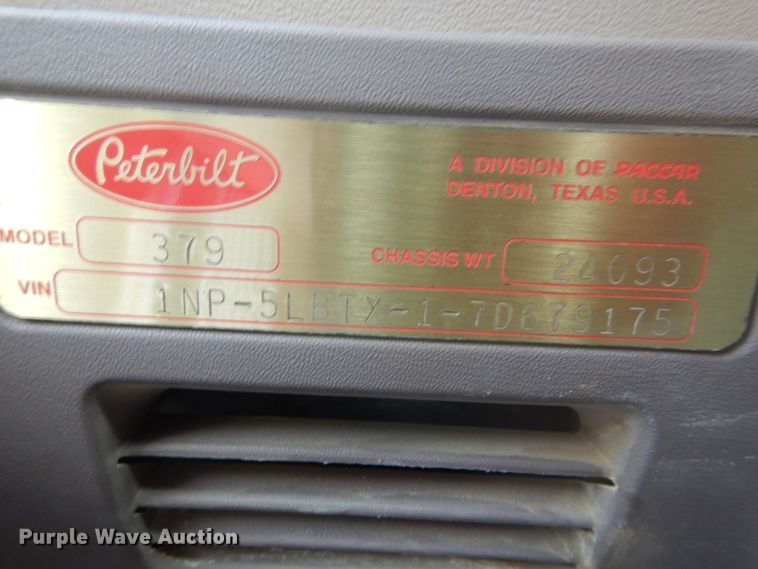 Peterbilt
A DIVISION OF PACCAR
DENTON, TEXAS U.S.A.
MODEL 379
CHASSIS WT 24093
VIN 1NP-5LBTX-1-7D679175
Purple Wave Auction